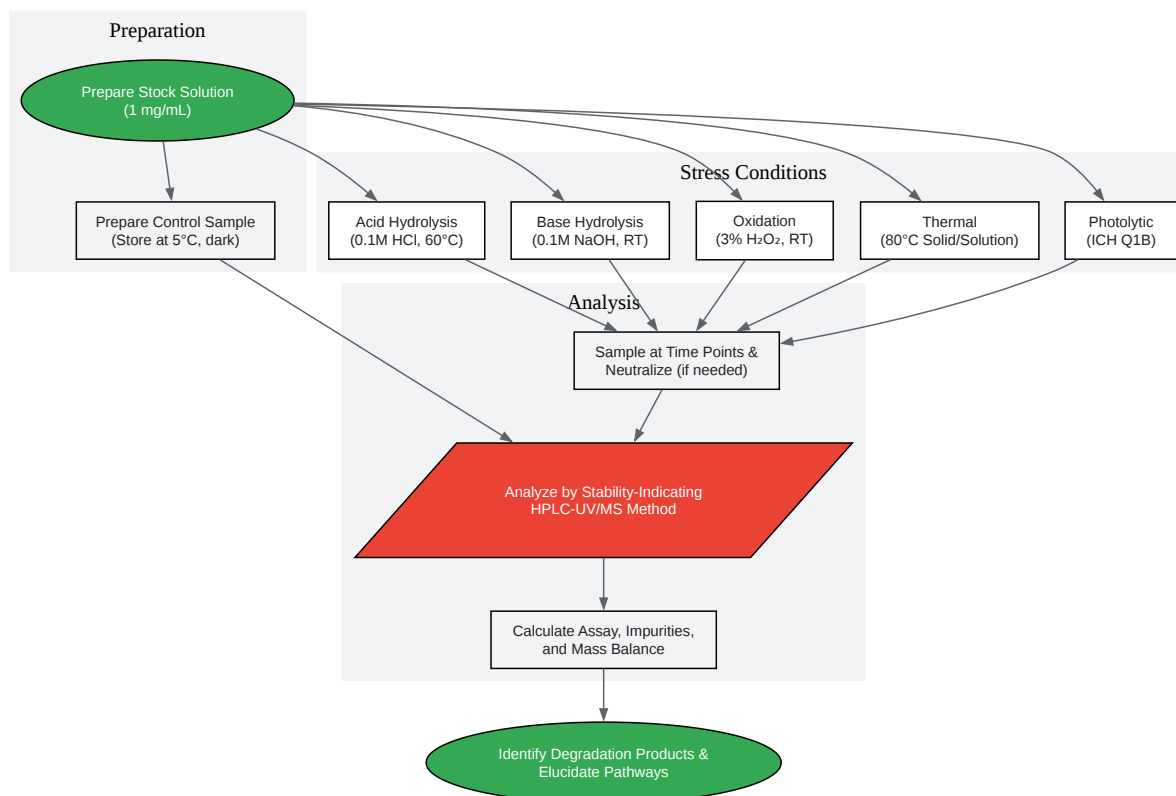 Preparation
Prepare Stock Solution
(1 mg/mL)
Stress Conditions
Prepare Control Sample
(Store at 5°C, dark)
Acid Hydrolysis
(0.1M HCl, 60°C)
Base Hydrolysis
(0.1M NaOH, RT)
Oxidation
(3% H₂O₂, RT)
Thermal
(80°C Solid/Solution)
Photolytic
(ICH Q1B)
Analysis
Sample at Time Points &
Neutralize (if needed)
Analyze by Stability-Indicating
HPLC-UV/MS Method
Calculate Assay, Impurities,
and Mass Balance
Identify Degradation Products &
Elucidate Pathways